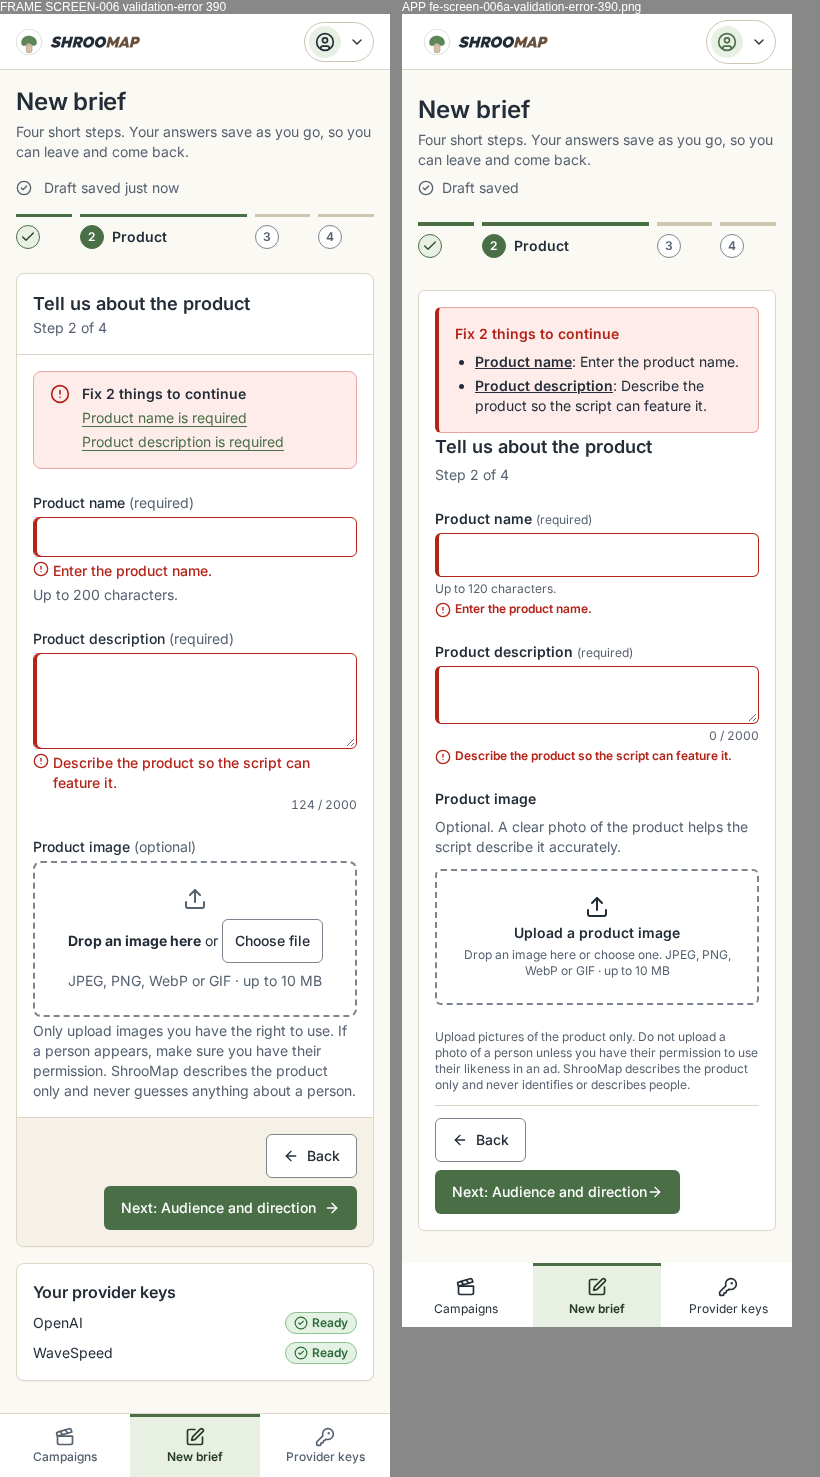 FRAME SCREEN-006 validation-error 390
SHROOMAP
New brief
Four short steps. Your answers save as you go, so you
can leave and come back.
Draft saved just now
2 Product 3 4
Tell us about the product
Step 2 of 4
Fix 2 things to continue
Product name is required
Product description is required
Product name (required)
Enter the product name.
Up to 200 characters.
Product description (required)
Describe the product so the script can
feature it.
124 / 2000
Product image (optional)
Drop an image here or Choose file
JPEG, PNG, WebP or GIF · up to 10 MB
Only upload images you have the right to use. If
a person appears, make sure you have their
permission. ShrooMap describes the product
only and never guesses anything about a person.
Back
Next: Audience and direction
Your provider keys
OpenAI Ready
WaveSpeed Ready
Campaigns New brief Provider keys
APP fe-screen-006a-validation-error-390.png
SHROOMAP
New brief
Four short steps. Your answers save as you go, so you
can leave and come back.
Draft saved
2 Product 3 4
Fix 2 things to continue
Product name: Enter the product name.
Product description: Describe the
product so the script can feature it.
Tell us about the product
Step 2 of 4
Product name (required)
Up to 120 characters.
Enter the product name.
Product description (required)
0 / 2000
Describe the product so the script can feature it.
Product image
Optional. A clear photo of the product helps the
script describe it accurately.
Upload a product image
Drop an image here or choose one. JPEG, PNG,
WebP or GIF · up to 10 MB
Upload pictures of the product only. Do not upload a
photo of a person unless you have their permission to use
their likeness in an ad. ShrooMap describes the product
only and never identifies or describes people.
Back
Next: Audience and direction
Campaigns New brief Provider keys